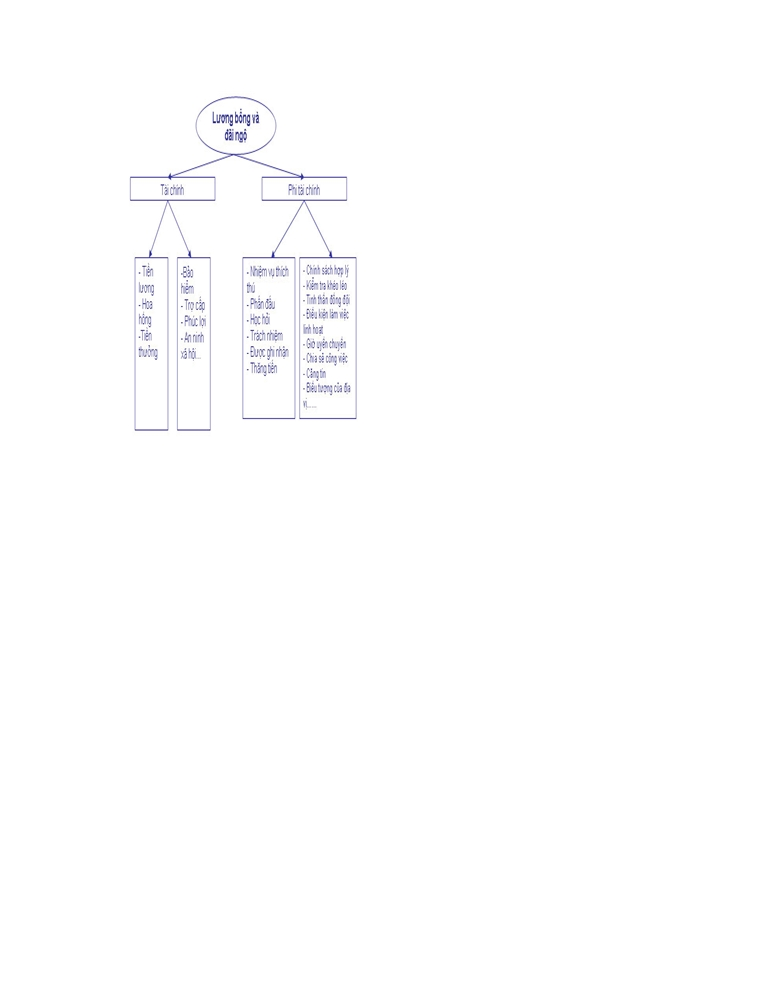 Lương bổng và
đãi ngộ
Tài chính
Phi tài chính
- Tiền
lương
- Hoa
hồng
-Tiền
thưởng
-Bảo
hiểm
- Trợ cấp
- Phúc lợi
- An ninh
xã hội...
- Nhiệm vụ thích
thú
- Phấn đấu
- Học hỏi
- Trách nhiệm
- Được ghi nhận
- Thăng tiến
- Chính sách hợp lý
- Kiểm tra khéo léo
- Tinh thần đồng đội
- Điều kiện làm việc
linh hoạt
- Giờ uyển chuyển
- Chia sẽ công việc
- Căng tin
- Biểu tượng của địa
vị......